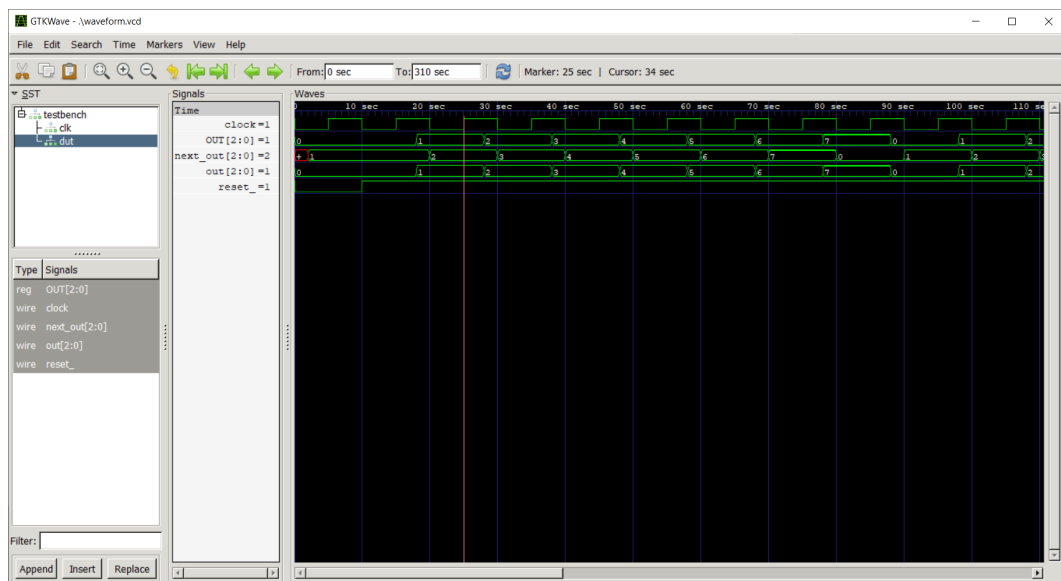 GTKWave - .\waveform.vcd
File Edit Search Time Markers View Help
From: 0 sec To: 310 sec Marker: 25 sec | Cursor: 34 sec
SST
testbench
clk
dut
Type Signals
reg OUT[2:0]
wire clock
wire next_out[2:0]
wire out[2:0]
wire reset_
Filter:
Append Insert Replace
Signals
Time
clock=1
OUT[2:0]=1
next_out[2:0]=2
out[2:0]=1
reset_=1
Waves
10 sec 20 sec 30 sec 40 sec 50 sec 60 sec 70 sec 80 sec 90 sec 100 sec 110 se
0 1 2 3 4 5 6 7 0 1 2
+ 1 2 3 4 5 6 7 0 1 2
0 1 2 3 4 5 6 7 0 1 2